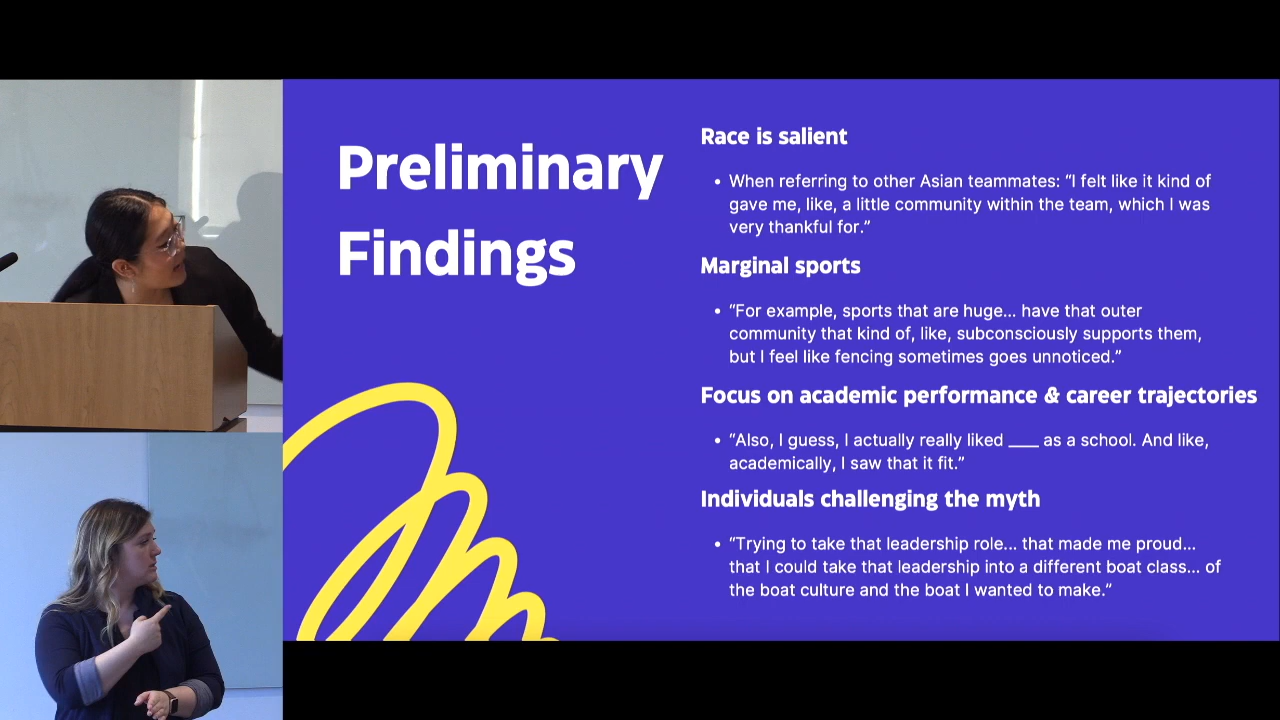 Preliminary
Findings
Race is salient
• When referring to other Asian teammates: “I felt like it kind of
gave me, like, a little community within the team, which I was
very thankful for.”
Marginal sports
• “For example, sports that are huge... have that outer
community that kind of, like, subconsciously supports them,
but I feel like fencing sometimes goes unnoticed.”
Focus on academic performance & career trajectories
• “Also, I guess, I actually really liked ___ as a school. And like,
academically, I saw that it fit.”
Individuals challenging the myth
• “Trying to take that leadership role... that made me proud...
that I could take that leadership into a different boat class... of
the boat culture and the boat I wanted to make.”